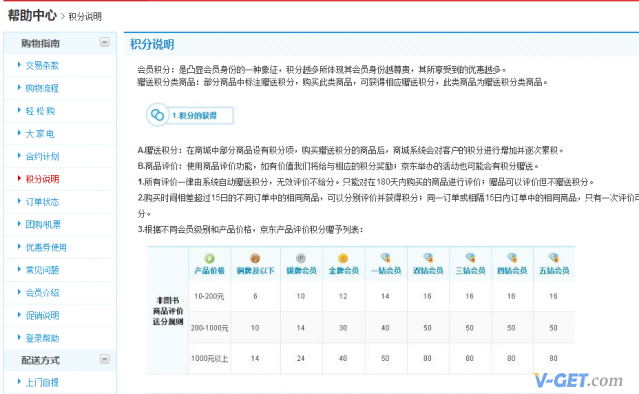 帮助中心 > 积分说明
购物指南
交易条款
购物流程
轻松购
大家电
合约计划
积分说明
订单状态
团购/机票
优惠券使用
常见问题
会员介绍
促销说明
登录帮助
配送方式
上门自提
积分说明
会员积分：是凸显会员身份的一种象征，积分越多所体现其会员身份越尊贵，其所享受到的优惠越多。
赠送积分类商品：部分商品中标注赠送积分，购买此类商品，可获得相应赠送积分，此类商品为赠送积分类商品。
1.积分的获得
A.赠送积分：在商城中部分商品设有积分项，购买赠送积分的商品后，商城系统会对客户的积分进行增加并逐次累积。
B.商品评价：使用商品评价功能，如有价值我们将给与相应的积分奖励；京东举办的活动也可能会有积分赠送。
1.所有评价一律由系统自动赠送积分，无效评价不给分。只能对在180天内购买的商品进行评价；赠品可以评价但不赠送积分。
2.购买时间相差超过15日的不同订单中的相同商品，可以分别评价并获得积分；同一订单或相隔15日内订单中的相同商品，只有一次评价可
分。
3.根据不同会员级别和产品价格，京东产品评价积分赠予列表：
产品价格 铜牌及以下 银牌会员 金牌会员 一钻会员 双钻会员 三钻会员 四钻会员 五钻会员
非图书
商品评价
送分规则
10-200元 6 10 12 14 16 16 16 16
200-1000元 10 14 30 40 50 50 50 50
1000元以上 14 24 40 50 80 80 80 80
V-GET.com